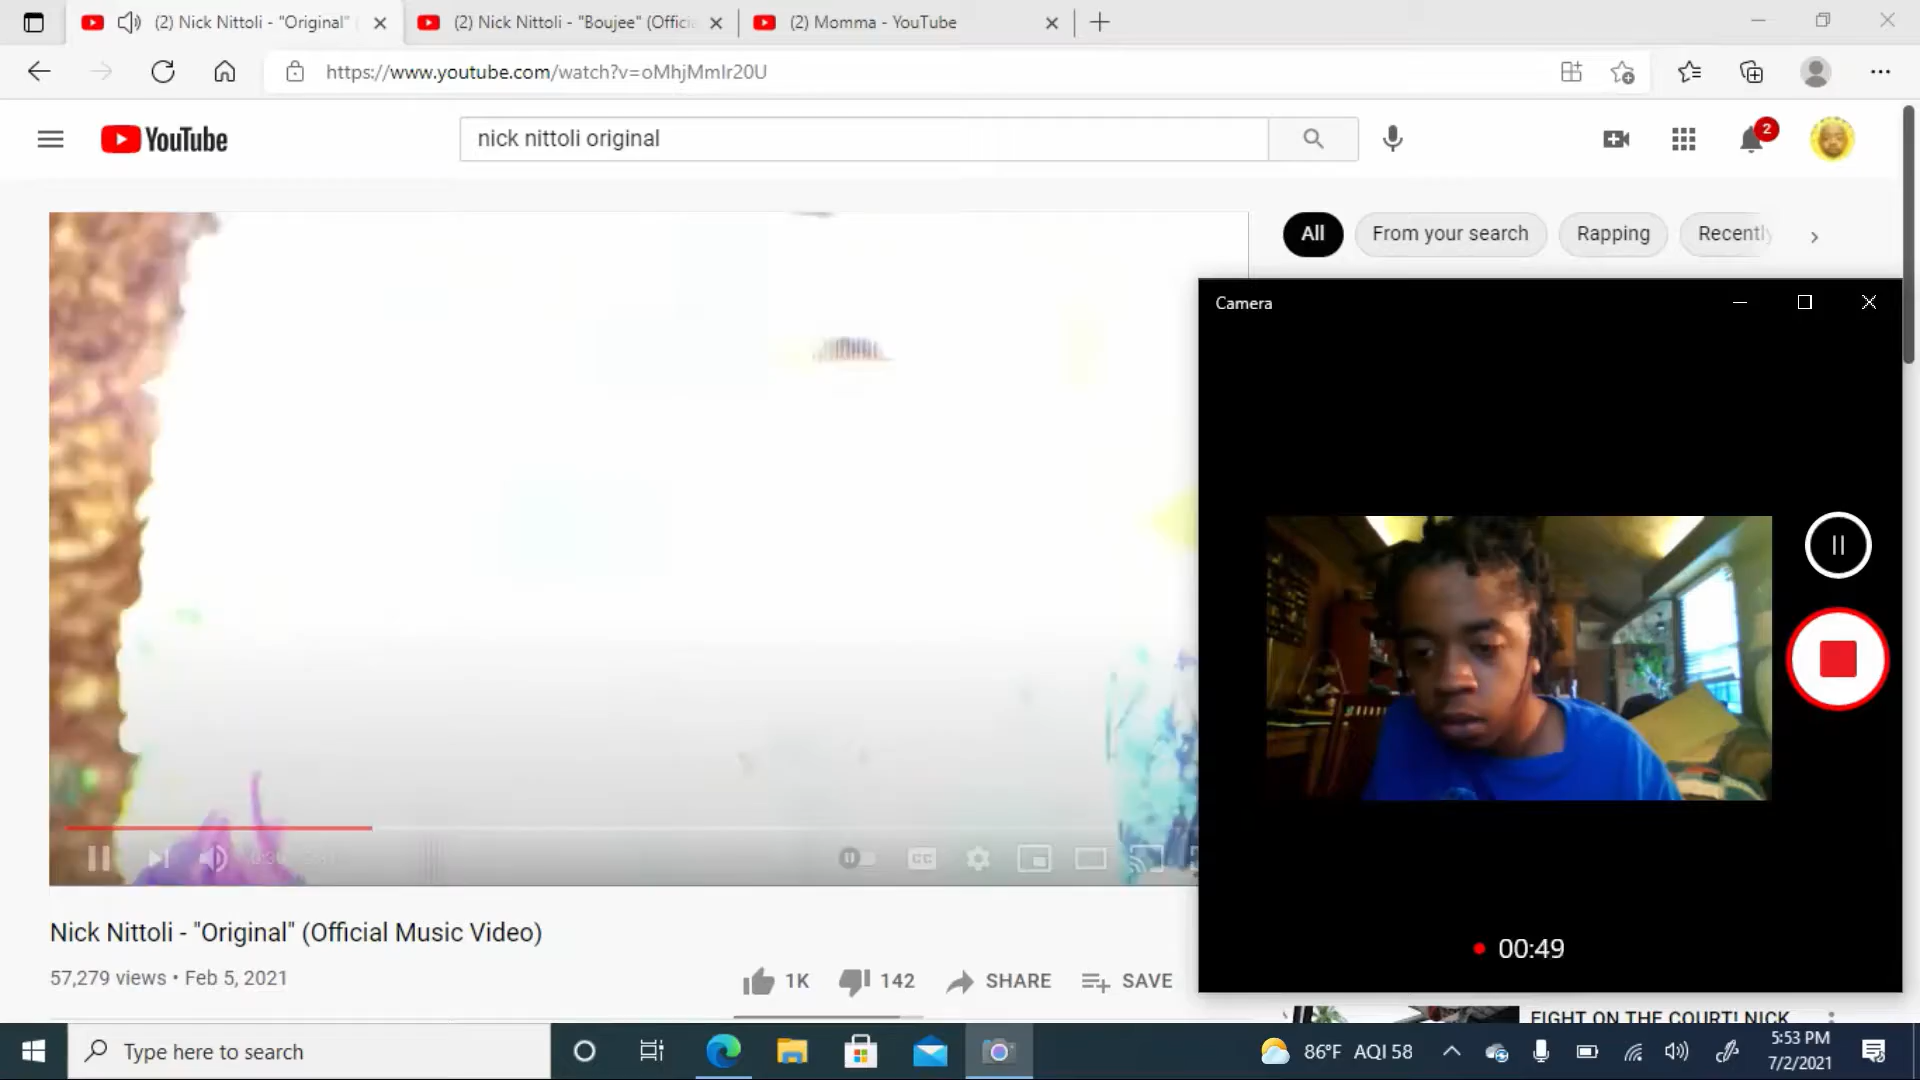 (2) Nick Nittoli - "Original" (
(2) Nick Nittoli - "Boujee" (Offici
(2) Momma - YouTube
https://www.youtube.com/watch?v=oMhjMmlr20U
YouTube
nick nittoli original
2
All
From your search
Rapping
Recently
Camera
CC
00:49
Nick Nittoli - "Original" (Official Music Video)
57,279 views • Feb 5, 2021
1K
142
SHARE
SAVE
FIGHT ON THE COURT! NICK
Type here to search
86°F AQI 58
5:53 PM
7/2/2021